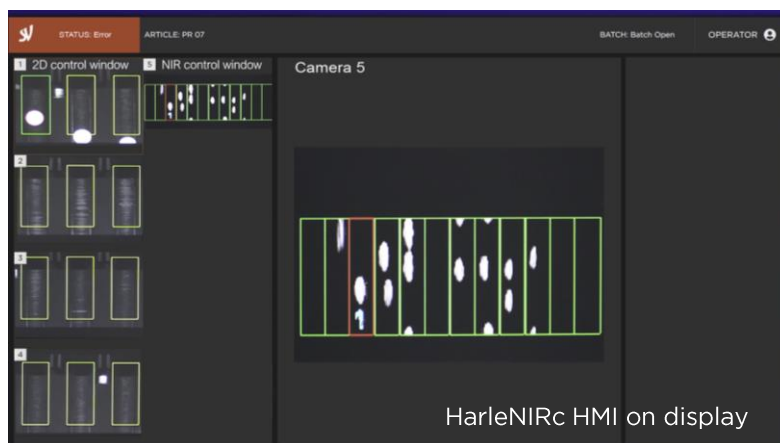 STATUS: Error
ARTICLE: PR 07
BATCH: Batch Open
OPERATOR
1 2D control window
5 NIR control window
Camera 5
2
3
4
HarleNIRc HMI on display